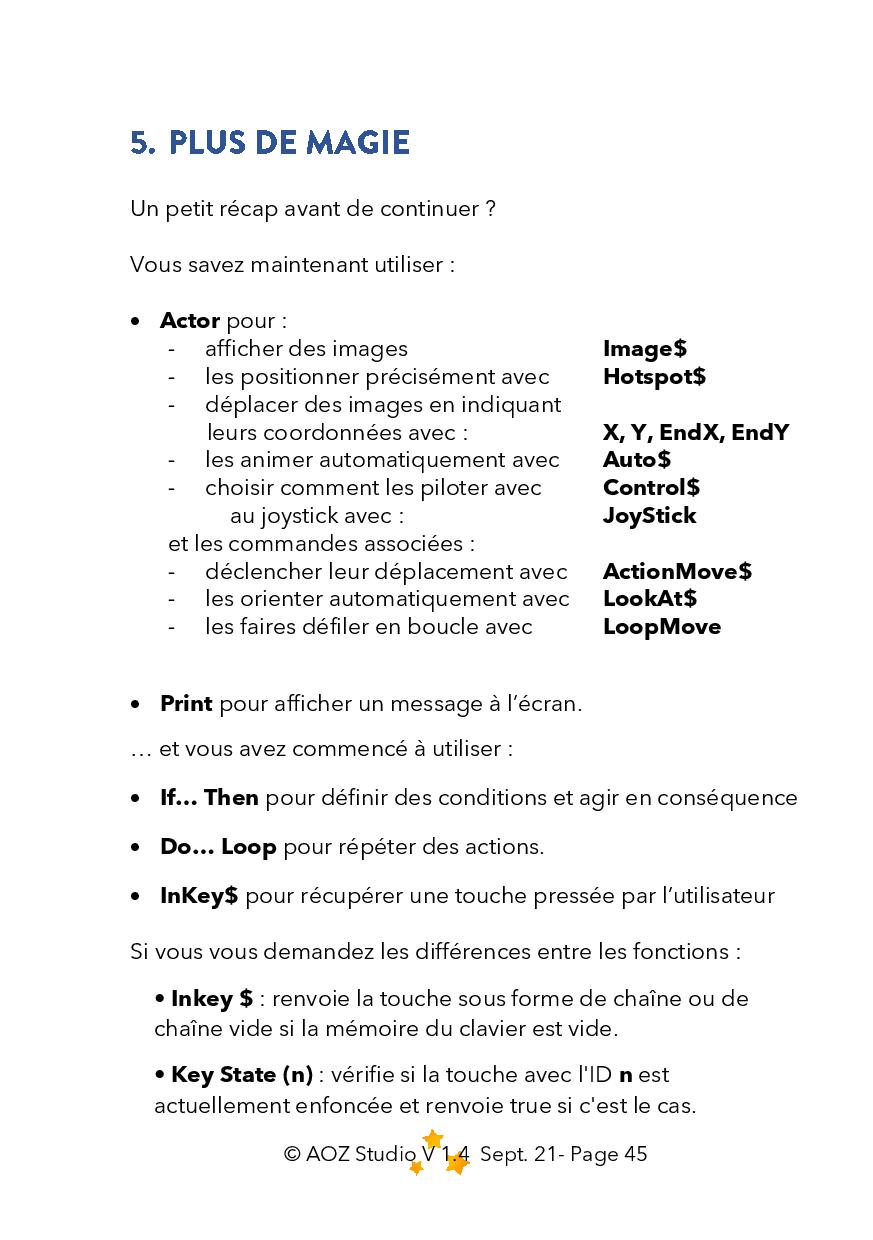 5. PLUS DE MAGIE
Un petit récap avant de continuer ?
Vous savez maintenant utiliser :
• Actor pour :
- afficher des images Image$
- les positionner précisément avec Hotspot$
- déplacer des images en indiquant
leurs coordonnées avec : X, Y, EndX, EndY
- les animer automatiquement avec Auto$
- choisir comment les piloter avec Control$
au joystick avec : JoyStick
et les commandes associées :
- déclencher leur déplacement avec ActionMove$
- les orienter automatiquement avec LookAt$
- les faires défiler en boucle avec LoopMove
• Print pour afficher un message à l’écran.
… et vous avez commencé à utiliser :
• If… Then pour définir des conditions et agir en conséquence
• Do… Loop pour répéter des actions.
• InKey$ pour récupérer une touche pressée par l’utilisateur
Si vous vous demandez les différences entre les fonctions :
• Inkey $ : renvoie la touche sous forme de chaîne ou de
chaîne vide si la mémoire du clavier est vide.
• Key State (n) : vérifie si la touche avec l'ID n est
actuellement enfoncée et renvoie true si c'est le cas.
© AOZ Studio V 1.4 Sept. 21- Page 45